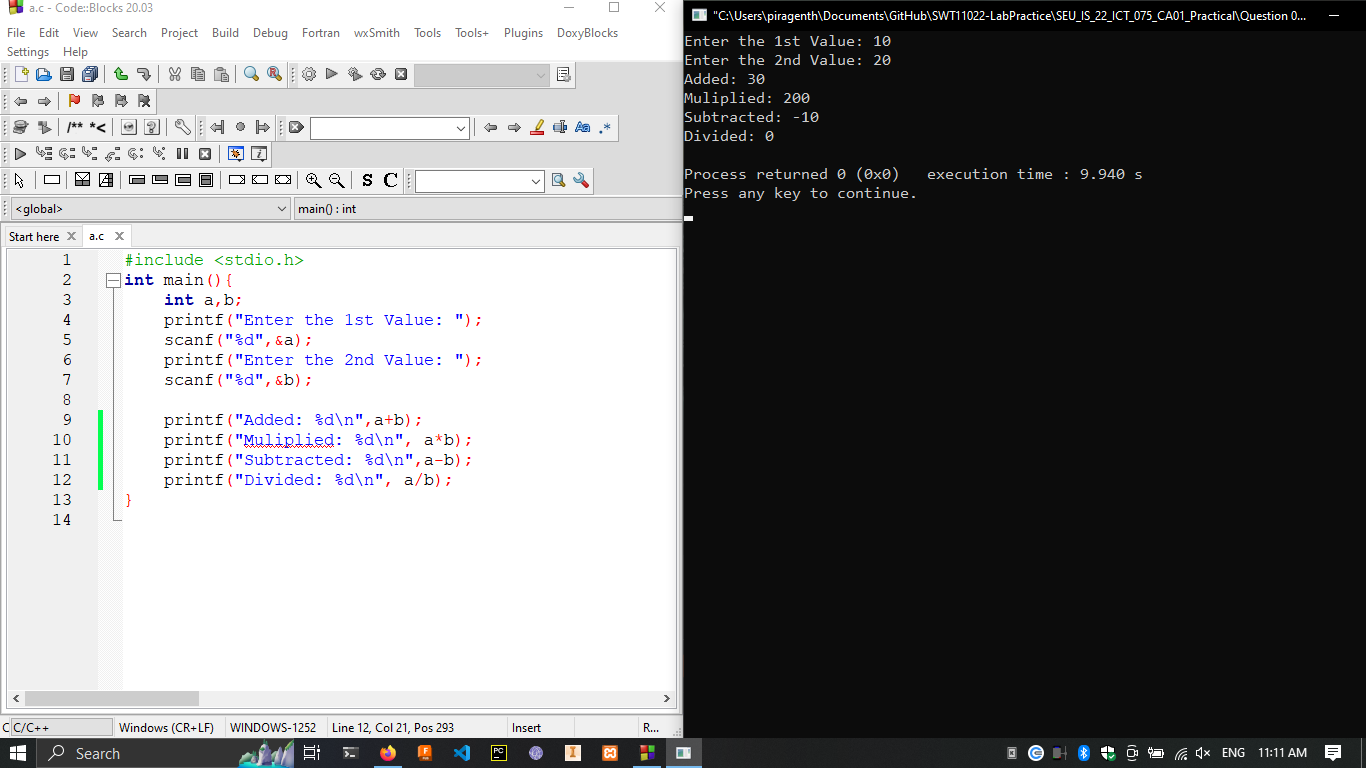 a.c - Code::Blocks 20.03
File Edit View Search Project Build Debug Fortran wxSmith Tools Tools+ Plugins DoxyBlocks
Settings Help
/** *<
Aa .*
S C
<global> main() : int
Start here a.c
1 #include <stdio.h>
2 int main(){
3 int a,b;
4 printf("Enter the 1st Value: ");
5 scanf("%d",&a);
6 printf("Enter the 2nd Value: ");
7 scanf("%d",&b);
8
9 printf("Added: %d\n",a+b);
10 printf("Muliplied: %d\n", a*b);
11 printf("Subtracted: %d\n",a-b);
12 printf("Divided: %d\n", a/b);
13 }
14
C C/C++ Windows (CR+LF) WINDOWS-1252 Line 12, Col 21, Pos 293 Insert R...
"C:\Users\piragenth\Documents\GitHub\SWT11022-LabPractice\SEU_IS_22_ICT_075_CA01_Practical\Question 0...
Enter the 1st Value: 10
Enter the 2nd Value: 20
Added: 30
Muliplied: 200
Subtracted: -10
Divided: 0
Process returned 0 (0x0) execution time : 9.940 s
Press any key to continue.
Search PC ENG 11:11 AM